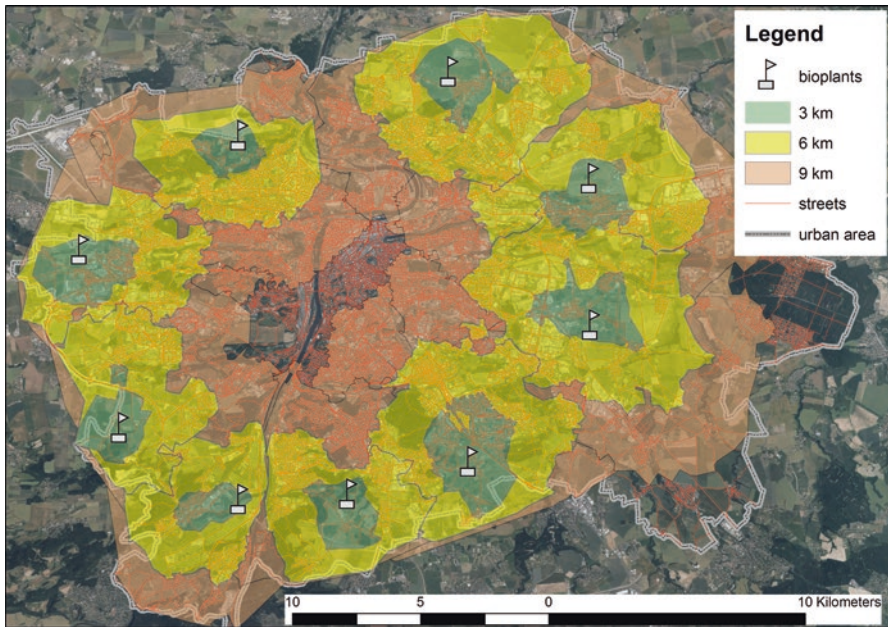 Legend
bioplants
3 km
6 km
9 km
streets
urban area
10 5 0 10 Kilometers